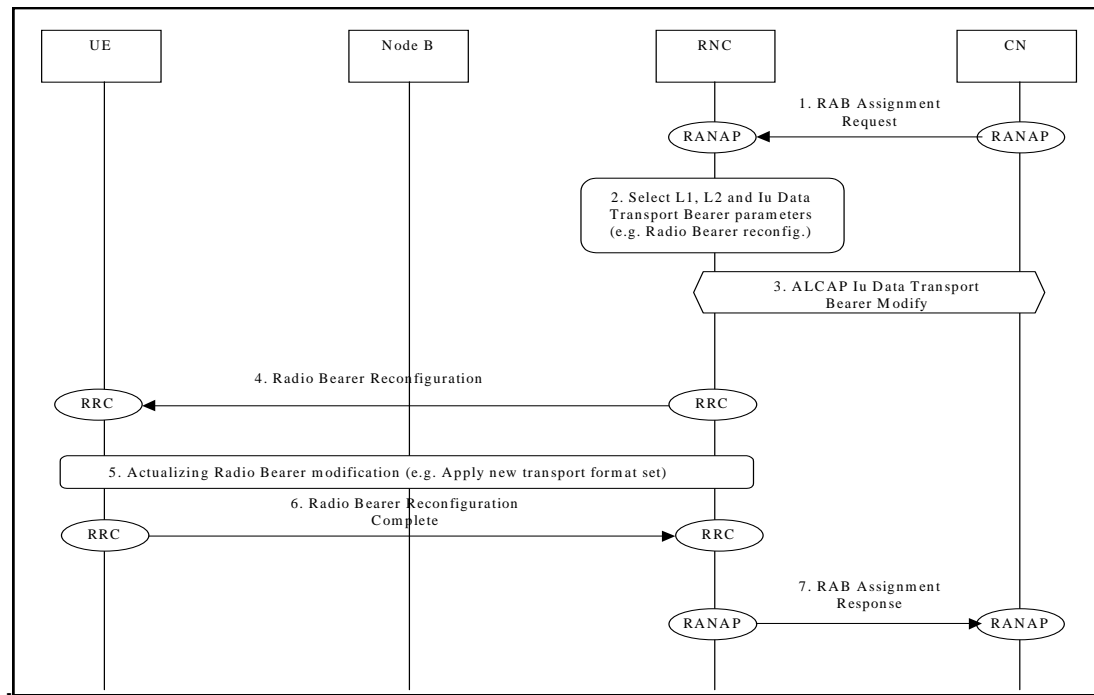 UE
Node B
RNC
CN
1. RAB Assignment
Request
RANAP
RANAP
2. Select L1, L2 and Iu Data
Transport Bearer parameters
(e.g. Radio Bearer reconfig.)
3. ALCAP Iu Data Transport
Bearer Modify
4. Radio Bearer Reconfiguration
RRC
RRC
5. Actualizing Radio Bearer modification (e.g. Apply new transport format set)
6. Radio Bearer Reconfiguration
Complete
RRC
RRC
7. RAB Assignment
Response
RANAP
RANAP